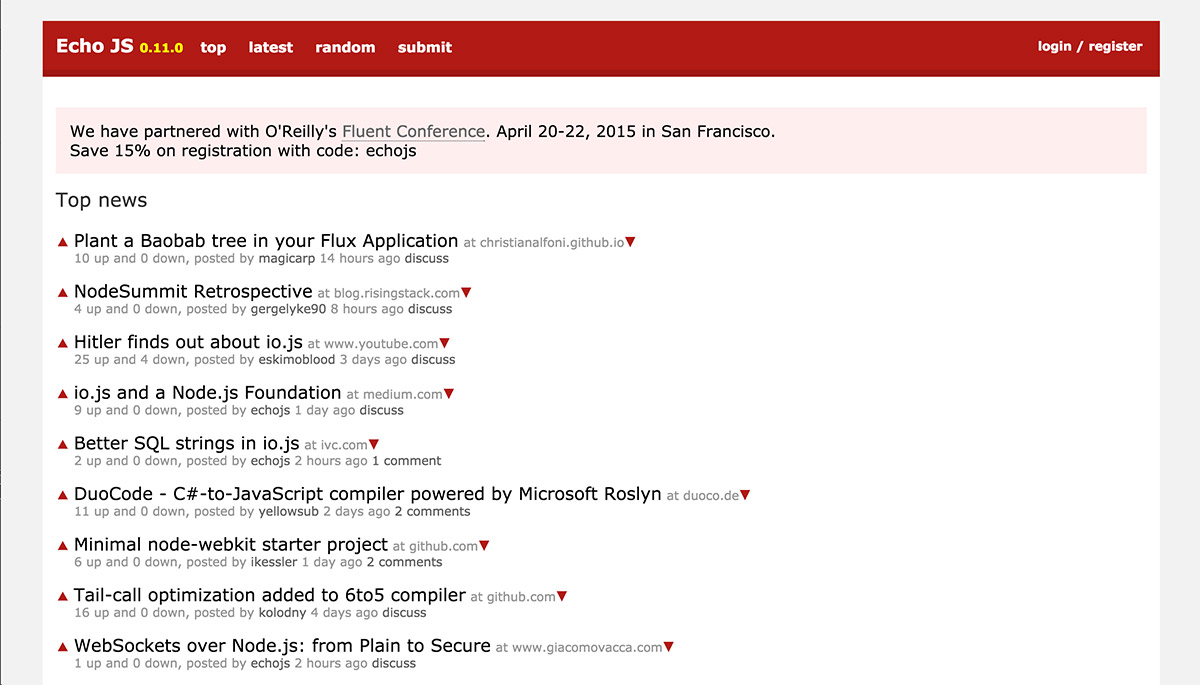 Echo JS 0.11.0 top latest random submit login / register
We have partnered with O'Reilly's Fluent Conference. April 20-22, 2015 in San Francisco.
Save 15% on registration with code: echojs
Top news
▲ Plant a Baobab tree in your Flux Application at christianalfoni.github.io▼
10 up and 0 down, posted by magicarp 14 hours ago discuss
▲ NodeSummit Retrospective at blog.risingstack.com▼
4 up and 0 down, posted by gergelyke90 8 hours ago discuss
▲ Hitler finds out about io.js at www.youtube.com▼
25 up and 4 down, posted by eskimoblood 3 days ago discuss
▲ io.js and a Node.js Foundation at medium.com▼
9 up and 0 down, posted by echojs 1 day ago discuss
▲ Better SQL strings in io.js at ivc.com▼
2 up and 0 down, posted by echojs 2 hours ago 1 comment
▲ DuoCode - C#-to-JavaScript compiler powered by Microsoft Roslyn at duoco.de▼
11 up and 0 down, posted by yellowsub 2 days ago 2 comments
▲ Minimal node-webkit starter project at github.com▼
6 up and 0 down, posted by ikessler 1 day ago 2 comments
▲ Tail-call optimization added to 6to5 compiler at github.com▼
16 up and 0 down, posted by kolodny 4 days ago discuss
▲ WebSockets over Node.js: from Plain to Secure at www.giacomovacca.com▼
1 up and 0 down, posted by echojs 2 hours ago discuss